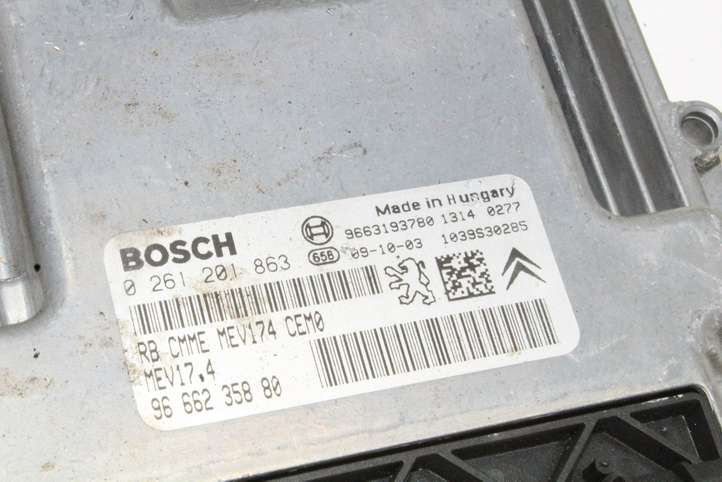 Made in Hungary
BOSCH 9663193780 1314 0277
0 261 201 863 658 09-10-03 1039S30285
RB CMME MEV174 CEM0
MEV17.4
96 662 358 80